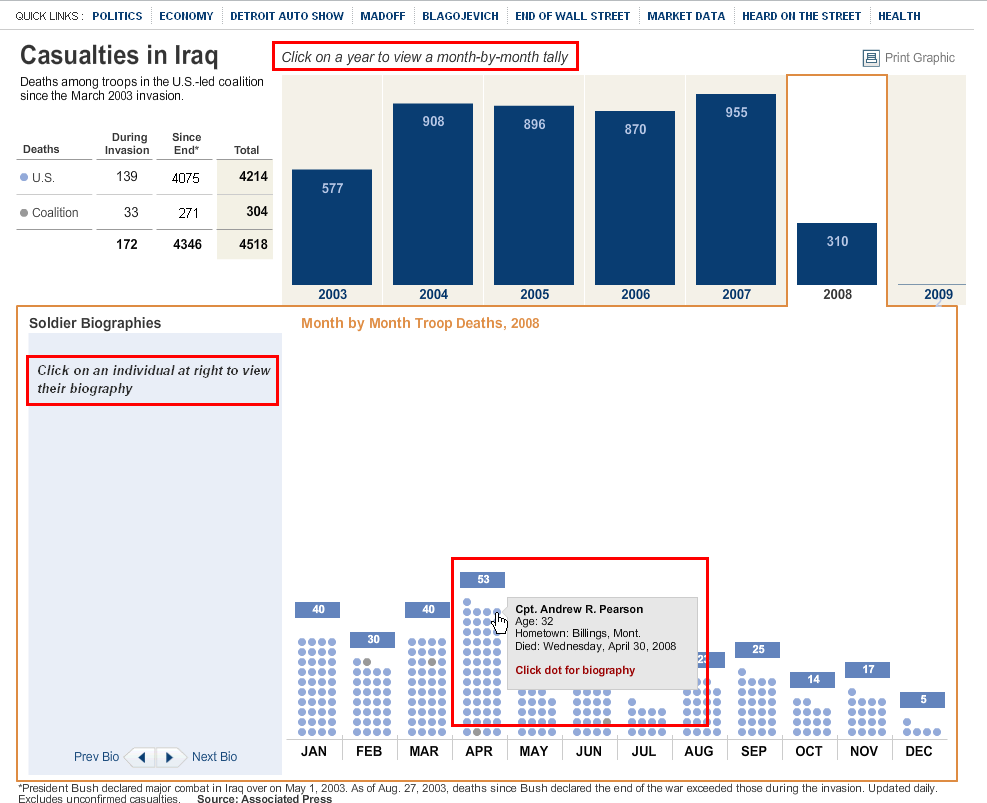 QUICK LINKS : POLITICS ECONOMY DETROIT AUTO SHOW MADOFF BLAGOJEVICH END OF WALL STREET MARKET DATA HEARD ON THE STREET HEALTH
Casualties in Iraq
Click on a year to view a month-by-month tally
Print Graphic
Deaths among troops in the U.S.-led coalition
since the March 2003 invasion.
Deaths During Invasion Since End* Total
U.S. 139 4075 4214
Coalition 33 271 304
172 4346 4518
577 908 896 870 955 310
2003 2004 2005 2006 2007 2008 2009
Soldier Biographies
Click on an individual at right to view
their biography
Month by Month Troop Deaths, 2008
40 30 40 53 25 14 17 5
Cpt. Andrew R. Pearson
Age: 32
Hometown: Billings, Mont.
Died: Wednesday, April 30, 2008
Click dot for biography
JAN FEB MAR APR MAY JUN JUL AUG SEP OCT NOV DEC
Prev Bio Next Bio
*President Bush declared major combat in Iraq over on May 1, 2003. As of Aug. 27, 2003, deaths since Bush declared the end of the war exceeded those during the invasion. Updated daily.
Excludes unconfirmed casualties. Source: Associated Press